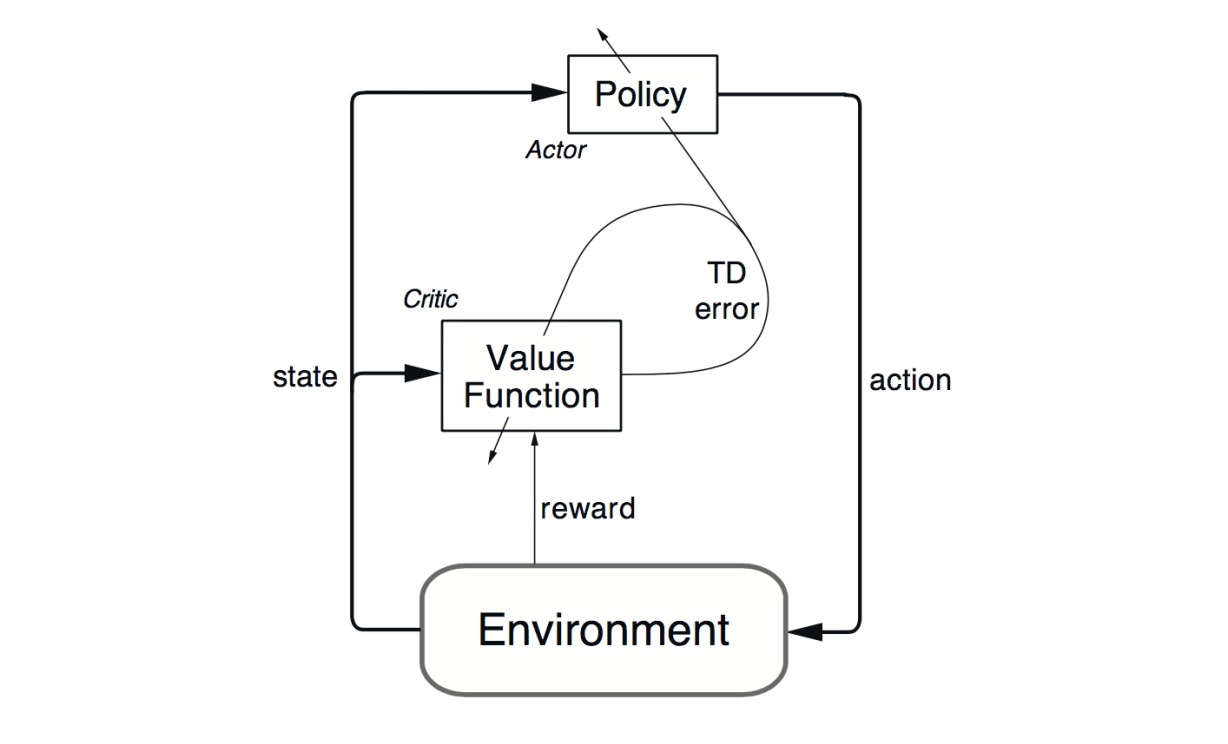 Policy
Actor
TD
error
Critic
Value
Function
state
action
reward
Environment